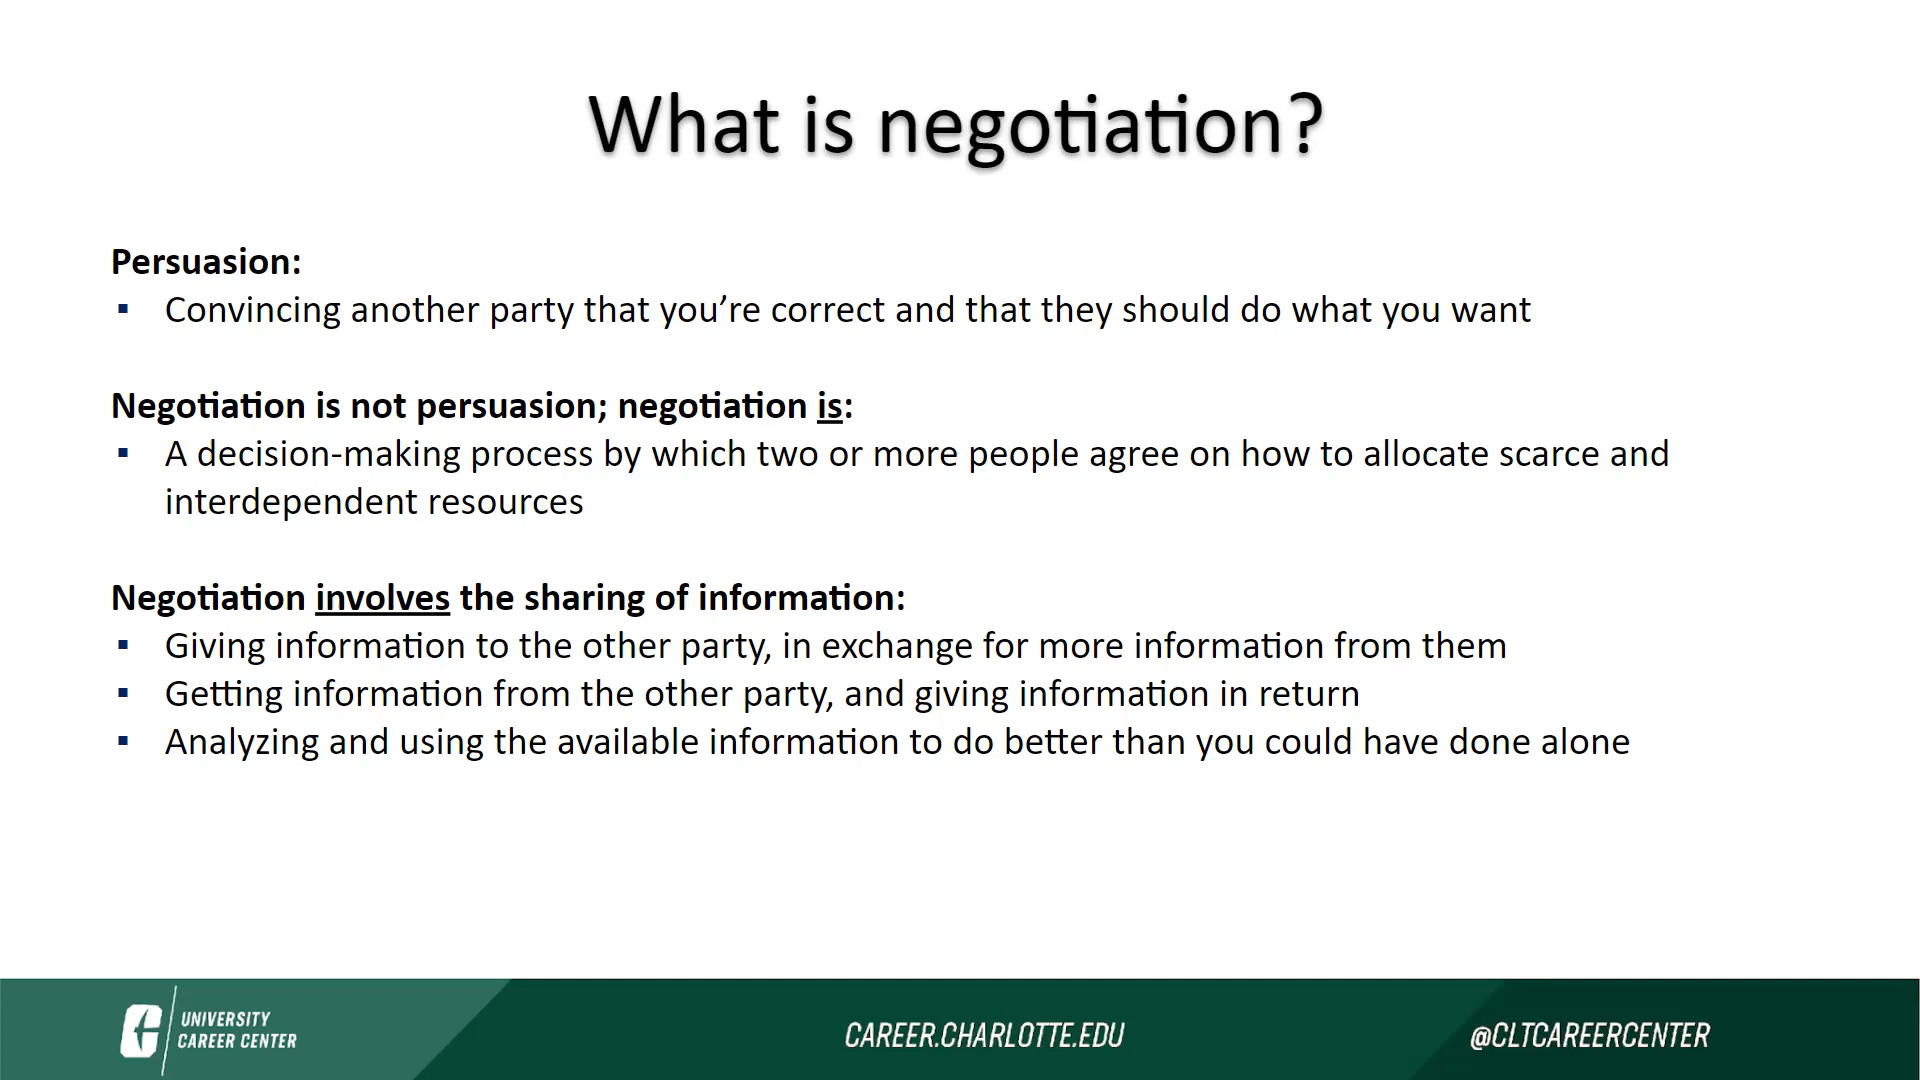 What is negotiation?
Persuasion:
▪ Convincing another party that you’re correct and that they should do what you want
Negotiation is not persuasion; negotiation is:
▪ A decision-making process by which two or more people agree on how to allocate scarce and
interdependent resources
Negotiation involves the sharing of information:
▪ Giving information to the other party, in exchange for more information from them
▪ Getting information from the other party, and giving information in return
▪ Analyzing and using the available information to do better than you could have done alone
UNIVERSITY
CAREER CENTER
CAREER.CHARLOTTE.EDU
@CLTCAREERCENTER